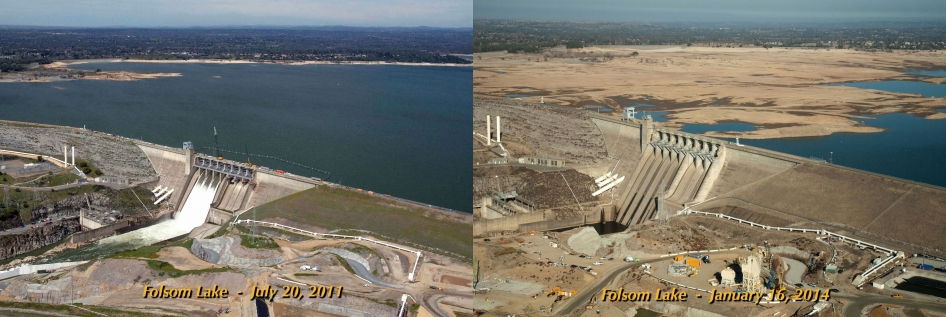 Folsom Lake - July 20, 2011
Folsom Lake - January 16, 2014